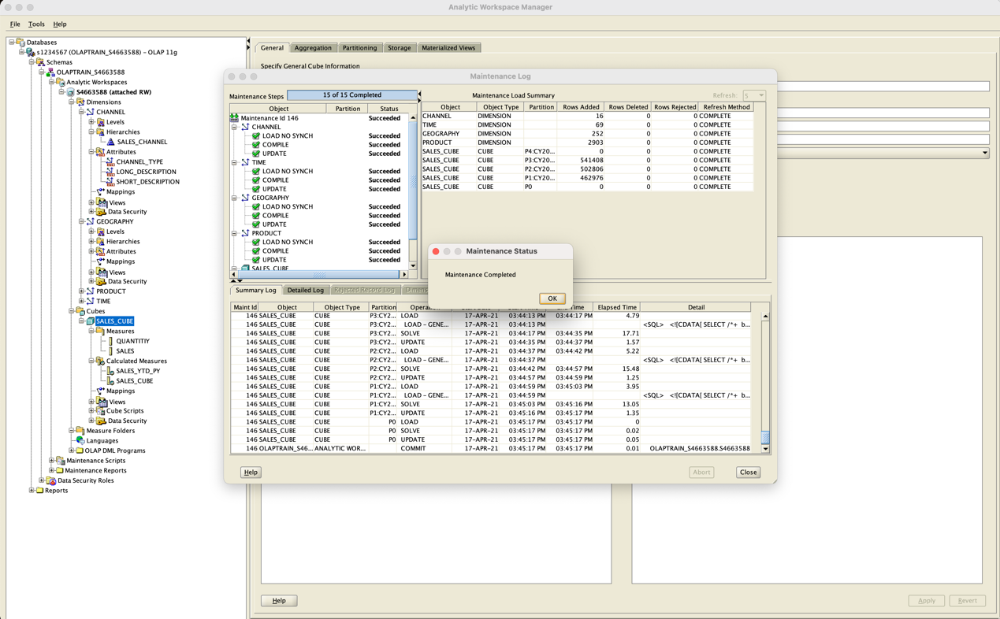 Analytic Workspace Manager
File Tools Help
Databases
s1234567 (OLAPTRAIN_S4663588) - OLAP 11g
Schemas
OLAPTRAIN_S4663588
Analytic Workspaces
S4663588 (attached RW)
Dimensions
CHANNEL
Levels
Hierarchies
SALES_CHANNEL
Attributes
CHANNEL_TYPE
LONG_DESCRIPTION
SHORT_DESCRIPTION
Mappings
Views
Data Security
GEOGRAPHY
Levels
Hierarchies
Attributes
Mappings
Views
Data Security
PRODUCT
TIME
Cubes
SALES_CUBE
Measures
QUANTITIY
SALES
Calculated Measures
SALES_YTD_PY
SALES_CUBE
Mappings
Views
Cube Scripts
Data Security
Measure Folders
Languages
OLAP DML Programs
Maintenance Scripts
Maintenance Reports
Data Security Roles
Reports
General Aggregation Partitioning Storage Materialized Views
Specify General Cube Information
Maintenance Log
Maintenance Steps 15 of 15 Completed
Object Partition Status
Maintenance Id 146 Succeeded
CHANNEL
LOAD NO SYNCH Succeeded
COMPILE Succeeded
UPDATE Succeeded
TIME
LOAD NO SYNCH Succeeded
COMPILE Succeeded
UPDATE Succeeded
GEOGRAPHY
LOAD NO SYNCH Succeeded
COMPILE Succeeded
UPDATE Succeeded
PRODUCT
LOAD NO SYNCH Succeeded
COMPILE Succeeded
UPDATE Succeeded
SALES_CUBE
Maintenance Load Summary Refresh: 5
Object Object Type Partition Rows Added Rows Deleted Rows Rejected Refresh Method
CHANNEL DIMENSION 16 0 0 COMPLETE
TIME DIMENSION 69 0 0 COMPLETE
GEOGRAPHY DIMENSION 252 0 0 COMPLETE
PRODUCT DIMENSION 2903 0 0 COMPLETE
SALES_CUBE CUBE P3:CY20... 0 0 0 COMPLETE
SALES_CUBE CUBE P3:CY20... 541408 0 0 COMPLETE
SALES_CUBE CUBE P2:CY20... 502806 0 0 COMPLETE
SALES_CUBE CUBE P1:CY20... 462976 0 0 COMPLETE
SALES_CUBE CUBE P0 0 0 0 COMPLETE
Maintenance Status
Maintenance Completed
OK
Summary Log Detailed Log Rejected Record Log
Maint Id Object Object Type Partition Elapsed Time Detail
146 SALES_CUBE CUBE P3:CY2... LOAD 17-APR-21 03:44:13 PM 03:44:17 PM 4.79
146 SALES_CUBE CUBE P3:CY2... LOAD - GENE... 17-APR-21 03:44:13 PM <SQL> <![CDATA[ SELECT /*+ b...
146 SALES_CUBE CUBE P3:CY2... SOLVE 17-APR-21 03:44:17 PM 03:44:35 PM 17.71
146 SALES_CUBE CUBE P3:CY2... UPDATE 17-APR-21 03:44:35 PM 03:44:37 PM 1.57
146 SALES_CUBE CUBE P2:CY2... LOAD 17-APR-21 03:44:37 PM 03:44:42 PM 5.22
146 SALES_CUBE CUBE P2:CY2... LOAD - GENE... 17-APR-21 03:44:37 PM <SQL> <![CDATA[ SELECT /*+ b...
146 SALES_CUBE CUBE P2:CY2... SOLVE 17-APR-21 03:44:42 PM 03:44:57 PM 15.48
146 SALES_CUBE CUBE P2:CY2... UPDATE 17-APR-21 03:44:57 PM 03:44:59 PM 1.25
146 SALES_CUBE CUBE P1:CY2... LOAD 17-APR-21 03:44:59 PM 03:45:03 PM 3.95
146 SALES_CUBE CUBE P1:CY2... LOAD - GENE... 17-APR-21 03:44:59 PM <SQL> <![CDATA[ SELECT /*+ b...
146 SALES_CUBE CUBE P1:CY2... SOLVE 17-APR-21 03:45:03 PM 03:45:16 PM 13.05
146 SALES_CUBE CUBE P1:CY2... UPDATE 17-APR-21 03:45:16 PM 03:45:17 PM 1.35
146 SALES_CUBE CUBE P0 LOAD 17-APR-21 03:45:17 PM 03:45:17 PM 0
146 SALES_CUBE CUBE P0 SOLVE 17-APR-21 03:45:17 PM 03:45:17 PM 0.02
146 SALES_CUBE CUBE P0 UPDATE 17-APR-21 03:45:17 PM 03:45:17 PM 0.05
146 OLAPTRAIN_S46... ANALYTIC WOR... COMMIT 17-APR-21 03:45:17 PM 03:45:17 PM 0.01 OLAPTRAIN_S4663588.S4663588
Help Abort Close
Help Apply Revert